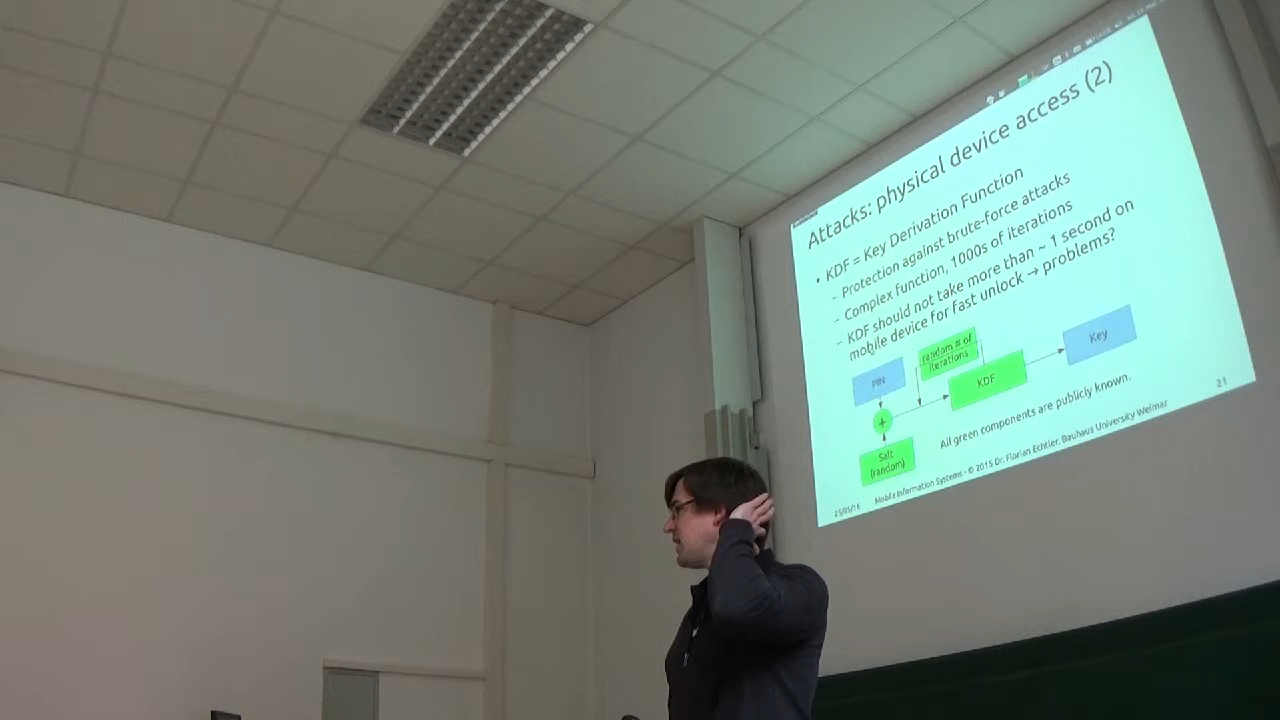 Attacks: physical device access (2)
• KDF = Key Derivation Function
- Protection against brute-force attacks
- Complex function, 1000s of iterations
- KDF should not take more than ~ 1 second on
mobile device for fast unlock → problems?
PIN
random # of
iterations
KDF
Key
+
Salt
(random)
All green components are publicly known.
25/05/16
Mobile Information Systems - © 2015 Dr. Florian Echtler, Bauhaus University Weimar
21